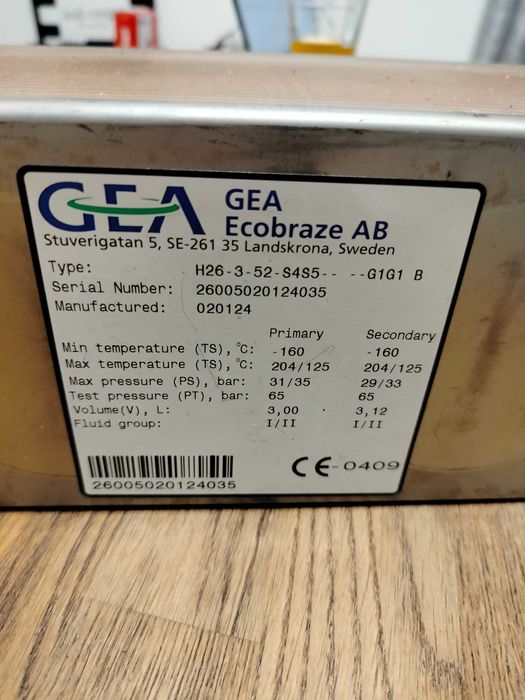 GEA
GEA
Ecobraze AB
Stuverigatan 5, SE-261 35 Landskrona, Sweden
Type: H26-3-52-S4S5-- --G1G1 B
Serial Number: 26005020124035
Manufactured: 020124
Primary Secondary
Min temperature (TS), °C: -160 -160
Max temperature (TS), °C: 204/125 204/125
Max pressure (PS), bar: 31/35 29/33
Test pressure (PT), bar: 65 65
Volume(V), L: 3,00 3,12
Fluid group: I/II I/II
CE-0409
26005020124035